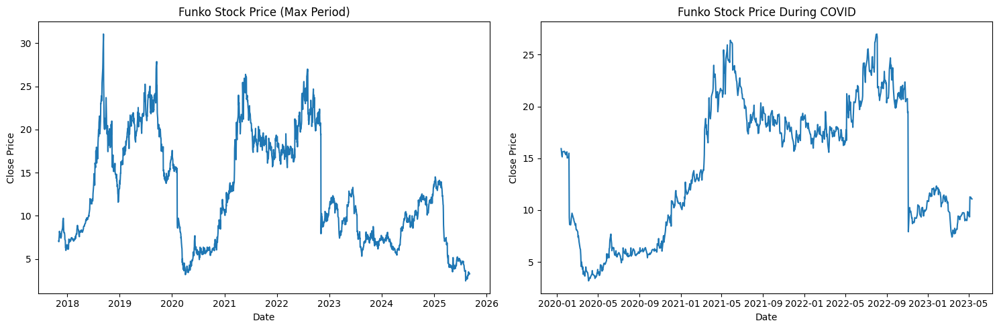 Funko Stock Price (Max Period)
Close Price
30
25
20
15
10
5
2018 2019 2020 2021 2022 2023 2024 2025 2026
Date
Funko Stock Price During COVID
Close Price
25
20
15
10
5
2020-01 2020-05 2020-09 2021-01 2021-05 2021-09 2022-01 2022-05 2022-09 2023-01 2023-05
Date